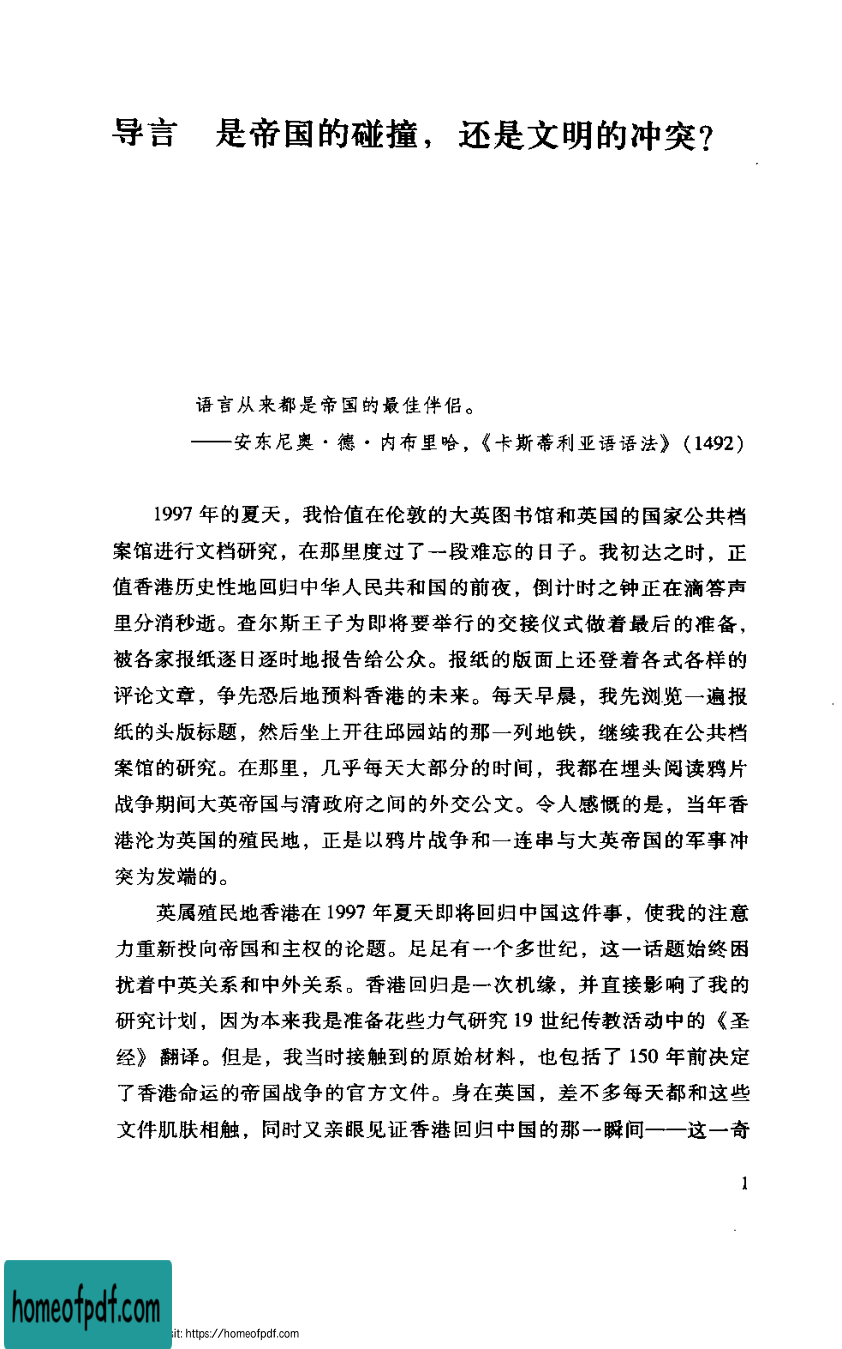 导言 是帝国的碰撞，还是文明的冲突？
语言从来都是帝国的最佳伴侣。
——安东尼奥·德·内布里哈，《卡斯蒂利亚语语法》（1492）
1997 年的夏天，我恰值在伦敦的大英图书馆和英国的国家公共档
案馆进行文档研究，在那里度过了一段难忘的日子。我初达之时，正
值香港历史性地回归中华人民共和国的前夜，倒计时之钟正在滴答声
里分消秒逝。查尔斯王子为即将要举行的交接仪式做着最后的准备，
被各家报纸逐日逐时地报告给公众。报纸的版面上还登着各式各样的
评论文章，争先恐后地预料香港的未来。每天早晨，我先浏览一遍报
纸的头版标题，然后坐上开往邱园站的那一列地铁，继续我在公共档
案馆的研究。在那里，几乎每天大部分的时间，我都在埋头阅读鸦片
战争期间大英帝国与清政府之间的外交公文。令人感慨的是，当年香
港沦为英国的殖民地，正是以鸦片战争和一连串与大英帝国的军事冲
突为发端的。
英属殖民地香港在 1997 年夏天即将回归中国这件事，使我的注意
力重新投向帝国和主权的论题。足足有一个多世纪，这一话题始终困
扰着中英关系和中外关系。香港回归是一次机缘，并直接影响了我的
研究计划，因为本来我是准备花些力气研究 19 世纪传教活动中的《圣
经》翻译。但是，我当时接触到的原始材料，也包括了 150 年前决定
了香港命运的帝国战争的官方文件。身在英国，差不多每天都和这些
文件肌肤相触，同时又亲眼见证香港回归中国的那一瞬间——这一奇
1
homeofpdf.com
sit: https://homeofpdf.com